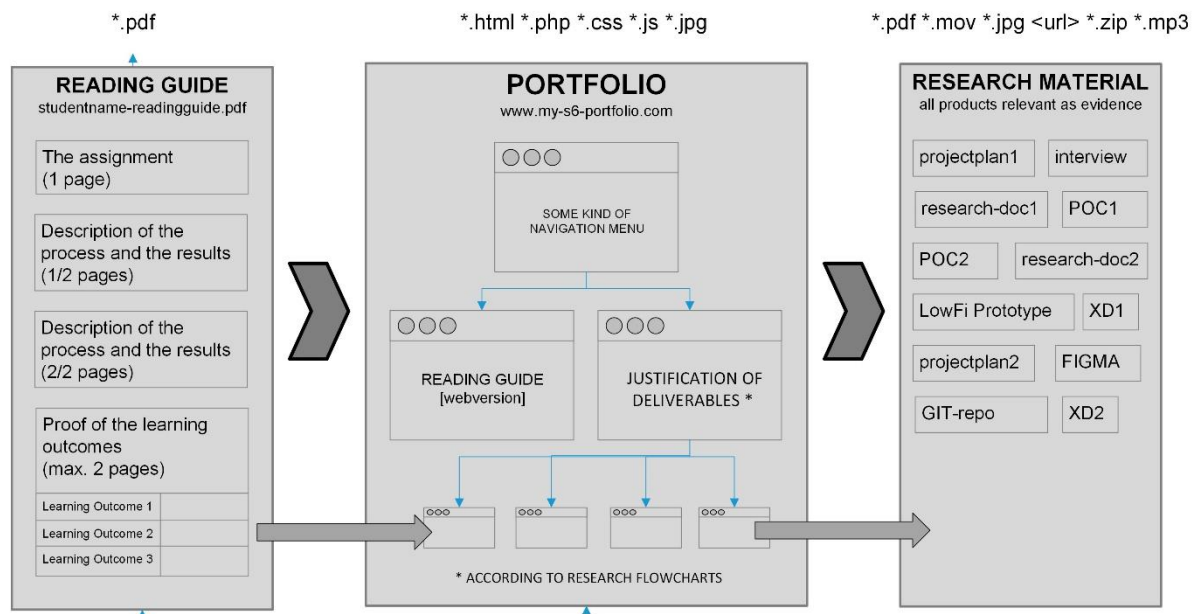 *.pdf
READING GUIDE
studentname-readingguide.pdf
The assignment
(1 page)
Description of the
process and the results
(1/2 pages)
Description of the
process and the results
(2/2 pages)
Proof of the learning
outcomes
(max. 2 pages)
Learning Outcome 1
Learning Outcome 2
Learning Outcome 3
*.html *.php *.css *.js *.jpg
PORTFOLIO
www.my-s6-portfolio.com
SOME KIND OF
NAVIGATION MENU
READING GUIDE
[webversion]
JUSTIFICATION OF
DELIVERABLES *
* ACCORDING TO RESEARCH FLOWCHARTS
*.pdf *.mov *.jpg <url> *.zip *.mp3
RESEARCH MATERIAL
all products relevant as evidence
projectplan1
interview
research-doc1
POC1
POC2
research-doc2
LowFi Prototype
XD1
projectplan2
FIGMA
GIT-repo
XD2